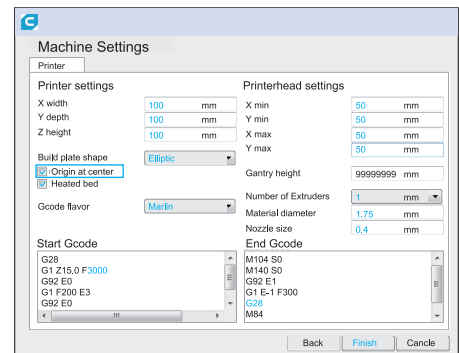 Machine Settings
Printer
Printer settings
X width 100 mm
Y depth 100 mm
Z height 100 mm
Build plate shape Elliptic
Origin at center
Heated bed
Gcode flavor Marlin
Printerhead settings
X min 50 mm
Y min 50 mm
X max 50 mm
Y max 50 mm
Gantry height 99999999 mm
Number of Extruders 1 mm
Material diameter 1.75 mm
Nozzle size 0.4 mm
Start Gcode
G28
G1 Z15.0 F3000
G92 E0
G1 F200 E3
G92 E0
End Gcode
M104 S0
M140 S0
G92 E1
G1 E-1 F300
G28
M84
Back Finish Cancle